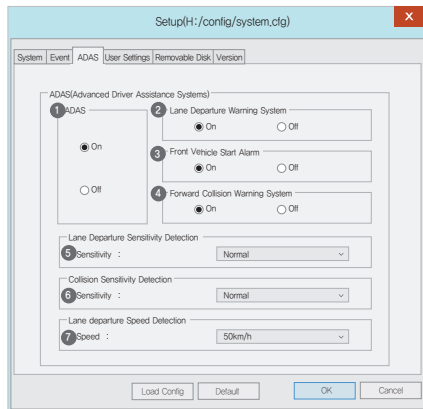 Setup(H:/config/system.cfg)
X
System Event ADAS User Settings Removable Disk Version
ADAS(Advanced Driver Assistance Systems)
1 ADAS
On
Off
2 Lane Departure Warning System
On Off
3 Front Vehicle Start Alarm
On Off
4 Forward Collision Warning System
On Off
Lane Departure Sensitivity Detection
5 Sensitivity : Normal
Collision Sensitivity Detection
6 Sensitivity : Normal
Lane departure Speed Detection
7 Speed : 50km/h
Load Config Default OK Cancel